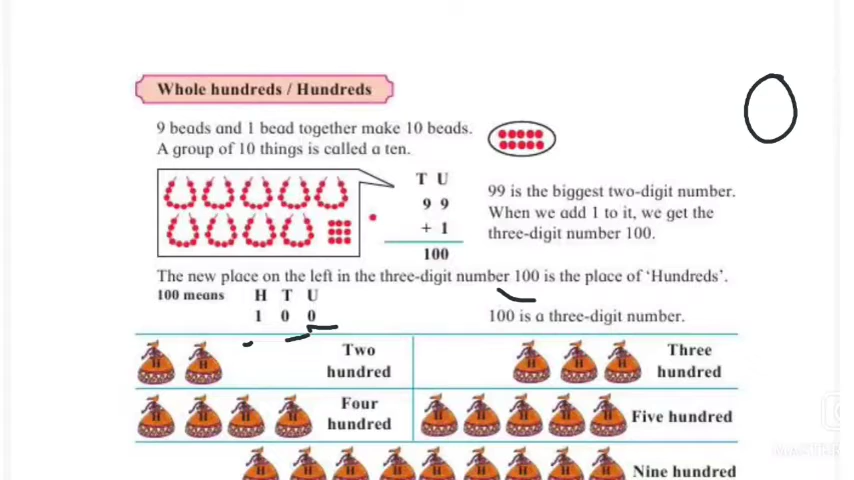 Whole hundreds / Hundreds
9 beads and 1 bead together make 10 beads.
A group of 10 things is called a ten.
T U
9 9
+ 1
100
99 is the biggest two-digit number.
When we add 1 to it, we get the
three-digit number 100.
The new place on the left in the three-digit number 100 is the place of ‘Hundreds’.
100 means H T U
1 0 0
100 is a three-digit number.
H H
Two
hundred
H H H
Three
hundred
H H H H
Four
hundred
H H H H H
Five hundred
H H H H H H H H H
Nine hundred